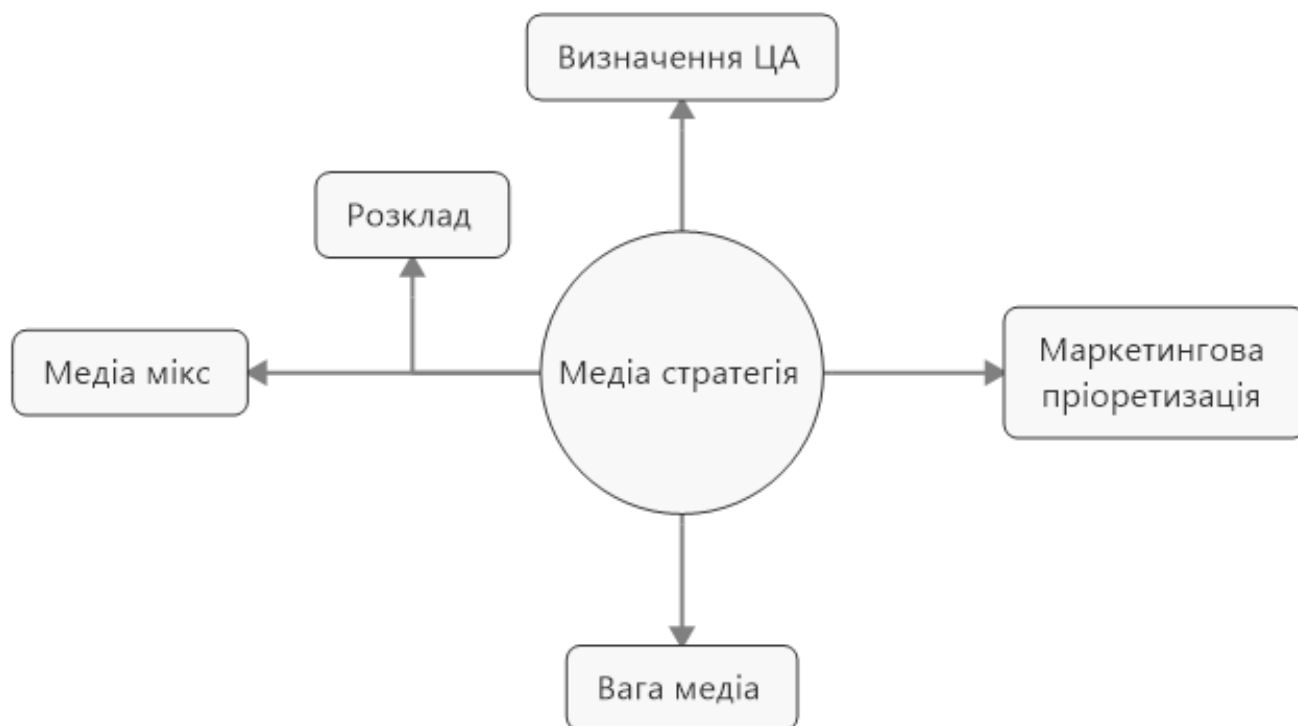 Визначення ЦА
Розклад
Медіа мікс
Медіа стратегія
Маркетингова
пріоретизація
Вага медіа